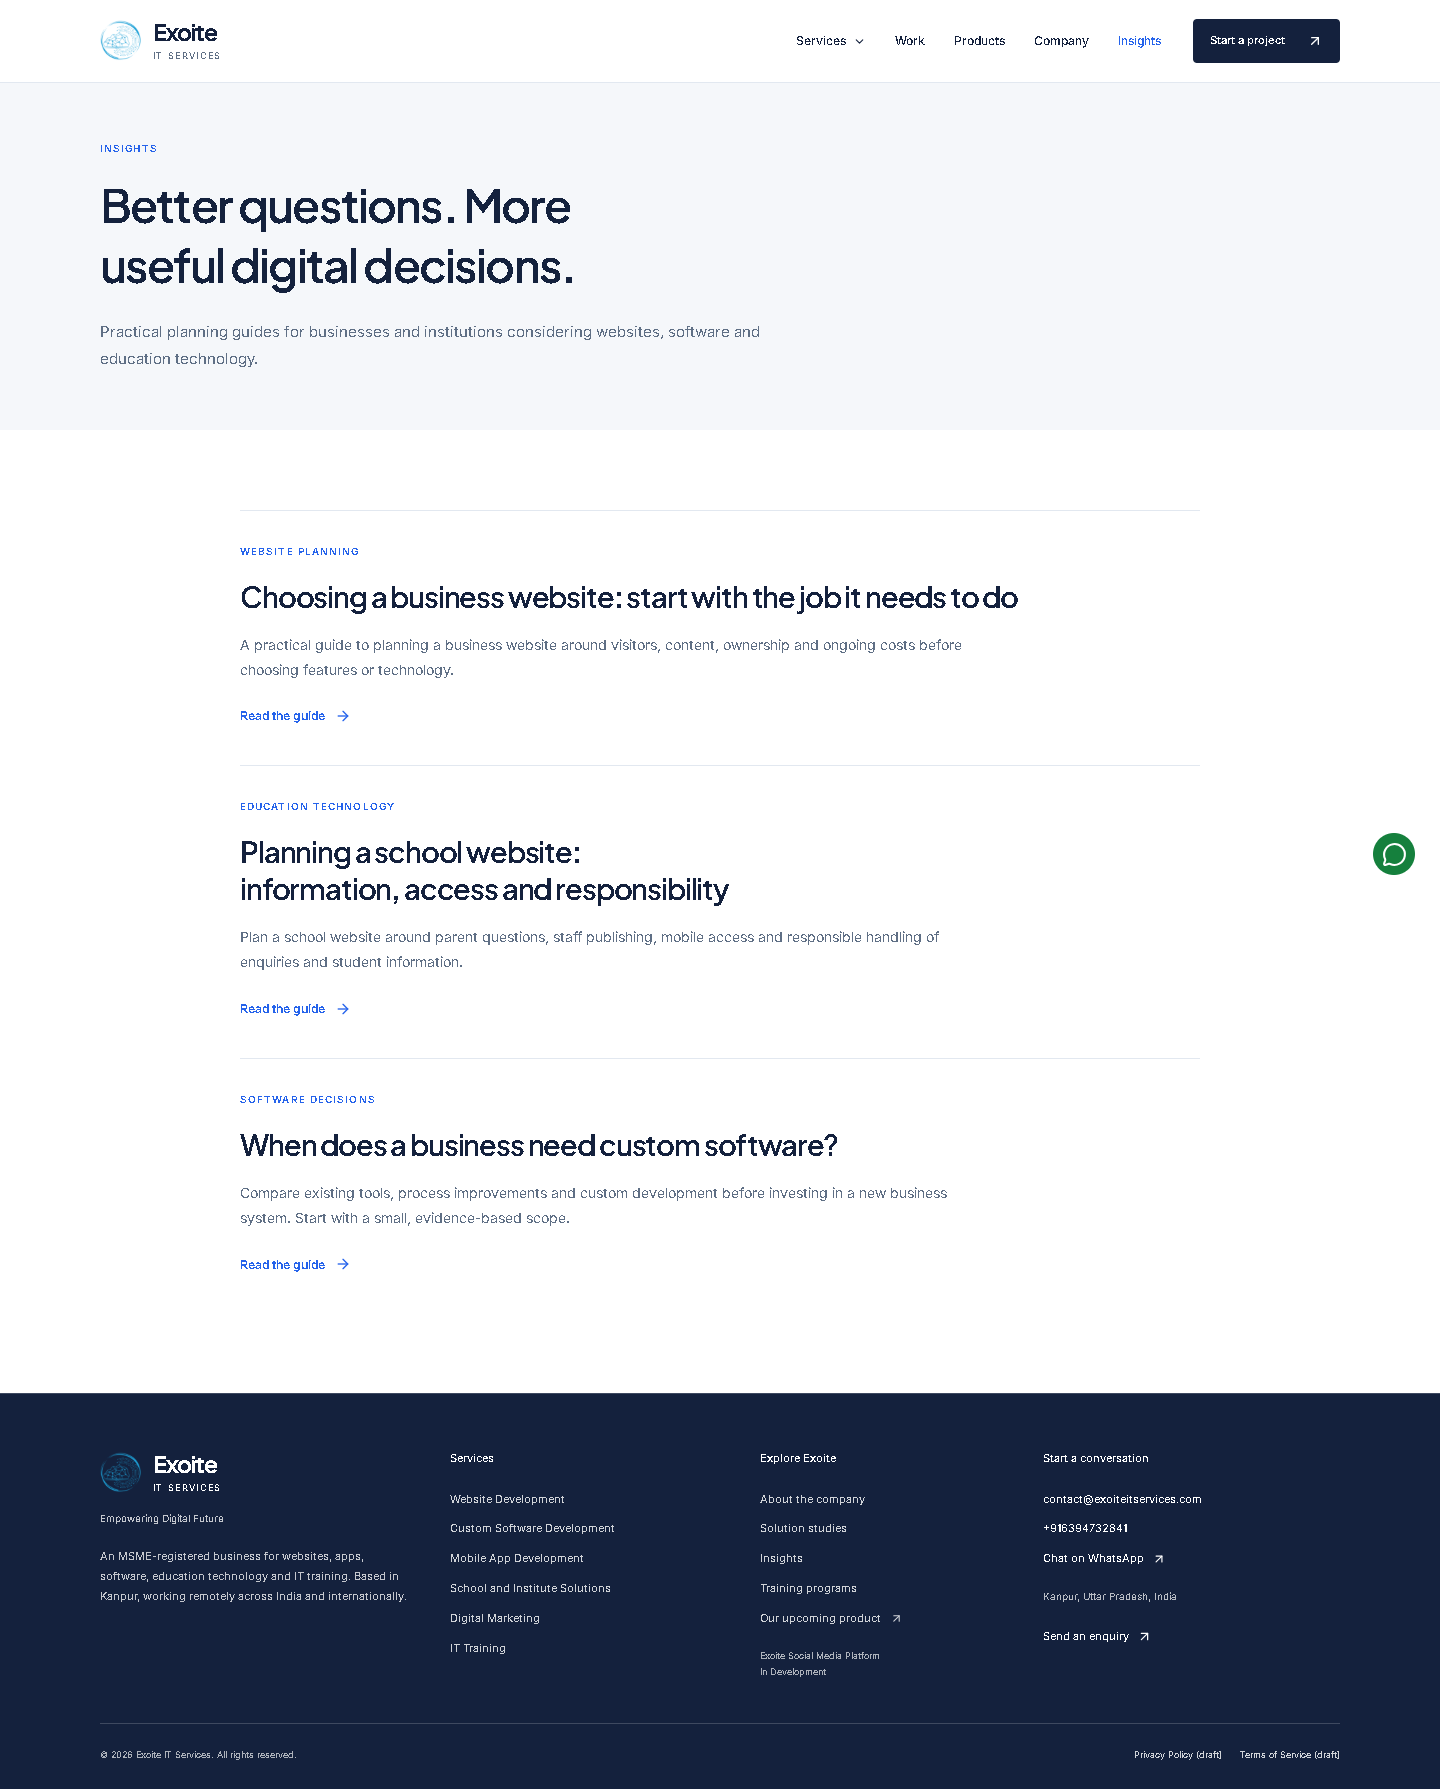 Exoite
IT SERVICES
Services
Work
Products
Company
Insights
Start a project
INSIGHTS
Better questions. More
useful digital decisions.
Practical planning guides for businesses and institutions considering websites, software and
education technology.
WEBSITE PLANNING
Choosing a business website: start with the job it needs to do
A practical guide to planning a business website around visitors, content, ownership and ongoing costs before
choosing features or technology.
Read the guide
EDUCATION TECHNOLOGY
Planning a school website:
information, access and responsibility
Plan a school website around parent questions, staff publishing, mobile access and responsible handling of
enquiries and student information.
Read the guide
SOFTWARE DECISIONS
When does a business need custom software?
Compare existing tools, process improvements and custom development before investing in a new business
system. Start with a small, evidence-based scope.
Read the guide
Exoite
IT SERVICES
Empowering Digital Future
An MSME-registered business for websites, apps,
software, education technology and IT training. Based in
Kanpur, working remotely across India and internationally.
Services
Website Development
Custom Software Development
Mobile App Development
School and Institute Solutions
Digital Marketing
IT Training
Explore Exoite
About the company
Solution studies
Insights
Training programs
Our upcoming product
Exoite Social Media Platform
In Development
Start a conversation
contact@exoiteitservices.com
+916394732841
Chat on WhatsApp
Kanpur, Uttar Pradesh, India
Send an enquiry
© 2026 Exoite IT Services. All rights reserved.
Privacy Policy (draft)
Terms of Service (draft)